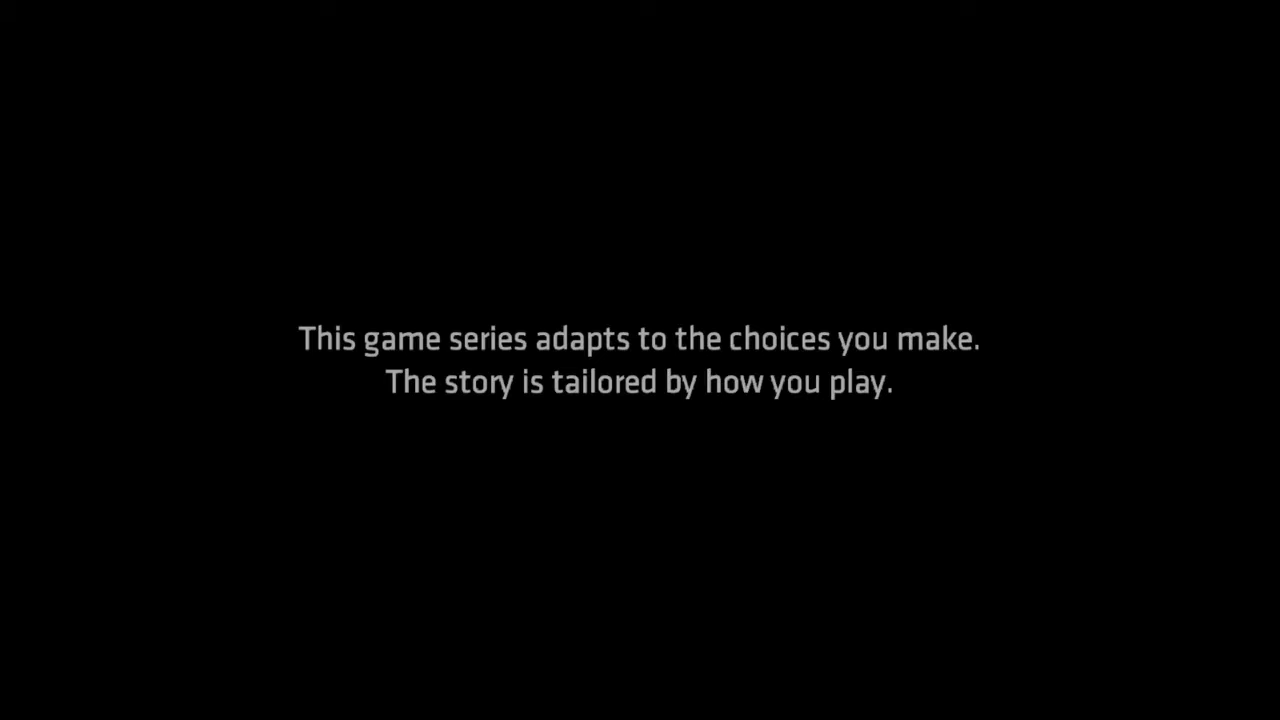 This game series adapts to the choices you make.
The story is tailored by how you play.